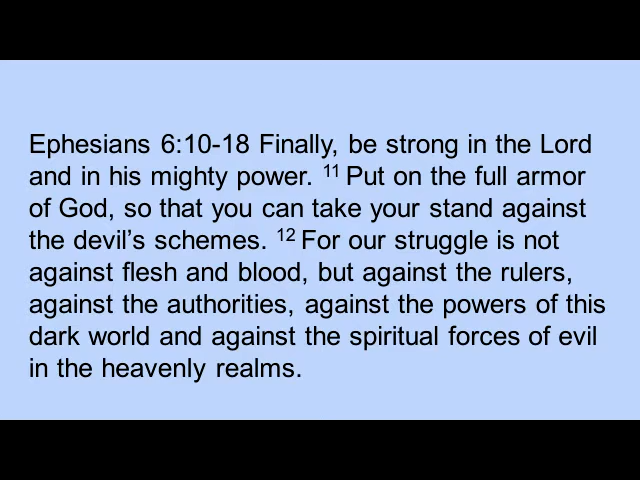 Ephesians 6:10-18 Finally, be strong in the Lord
and in his mighty power. 11 Put on the full armor
of God, so that you can take your stand against
the devil’s schemes. 12 For our struggle is not
against flesh and blood, but against the rulers,
against the authorities, against the powers of this
dark world and against the spiritual forces of evil
in the heavenly realms.